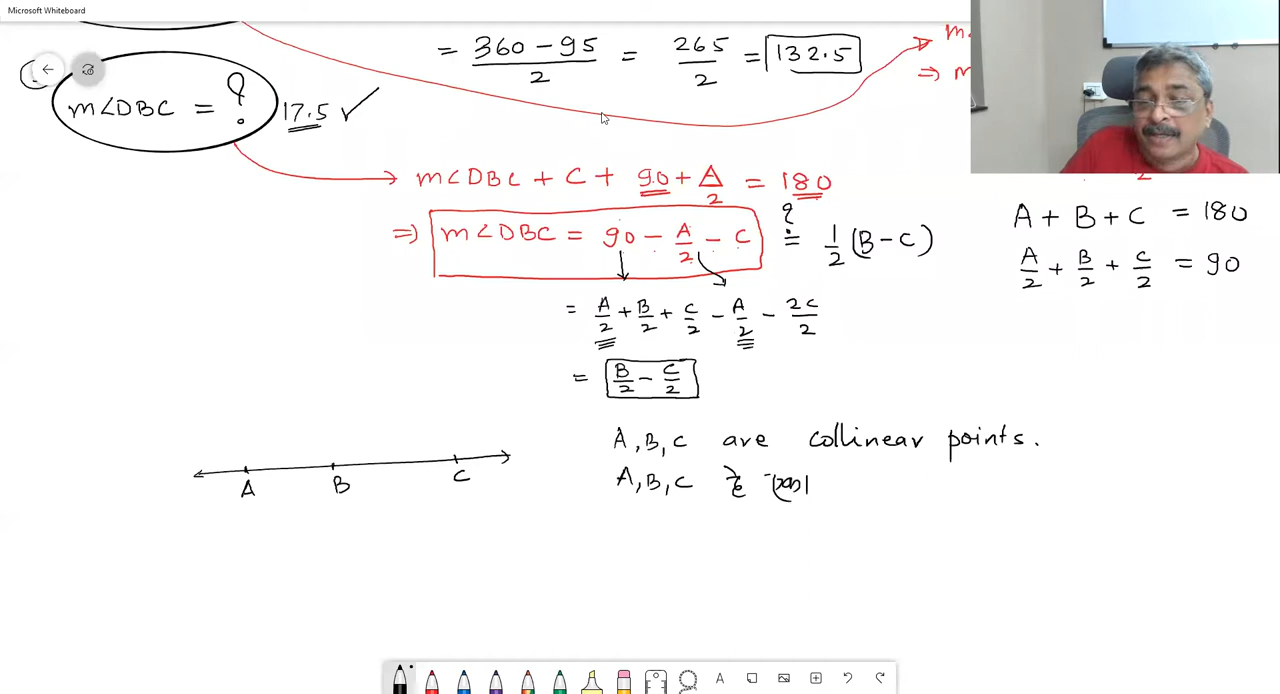 Microsoft Whiteboard
= 360 - 95 / 2 = 265 / 2 = 132.5
m∠DBC = ? 17.5 ✓
m∠DBC + C + 90 + A/2 = 180
⇒ m∠DBC = 90 - A/2 - C ?= 1/2 (B - C)
A + B + C = 180
A/2 + B/2 + C/2 = 90
= A/2 + B/2 + C/2 - A/2 - 2C/2
= B/2 - C/2
A, B, C are collinear points.
A, B, C
A B C